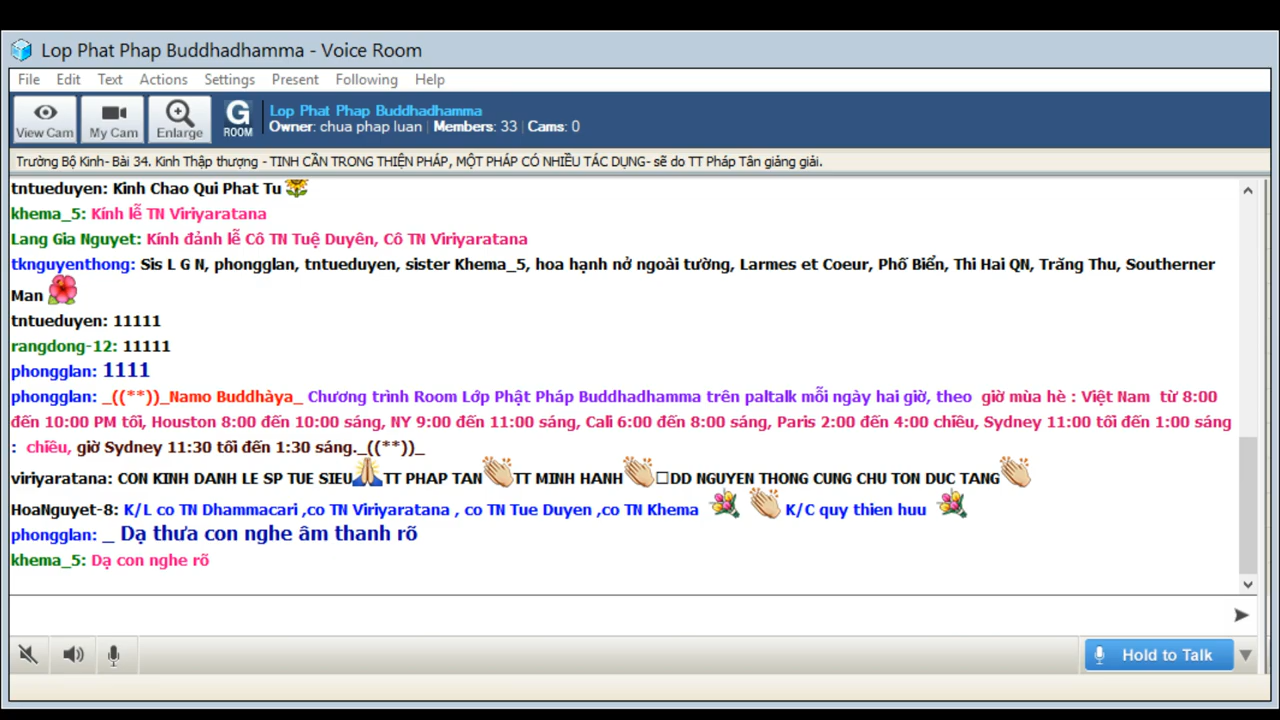 Lop Phat Phap Buddhadhamma - Voice Room
File Edit Text Actions Settings Present Following Help
View Cam My Cam Enlarge G ROOM
Lop Phat Phap Buddhadhamma
Owner: chua phap luan | Members: 33 | Cams: 0
Trường Bộ Kinh- Bài 34. Kinh Thập thượng - TINH CẦN TRONG THIỆN PHÁP, MỘT PHÁP CÓ NHIỀU TÁC DỤNG- sẽ do TT Pháp Tân giảng giải.
tntueduyen: Kinh Chao Qui Phat Tu
khema_5: Kính lễ TN Viriyaratana
Lang Gia Nguyet: Kính đảnh lễ Cô TN Tuệ Duyên, Cô TN Viriyaratana
tknguyenthong: Sis L G N, phongglan, tntueduyen, sister Khema_5, hoa hạnh nở ngoài tường, Larmes et Coeur, Phố Biển, Thi Hai QN, Trăng Thu, Southerner
Man
tntueduyen: 11111
rangdong-12: 11111
phongglan: 1111
phongglan: _((**))_Namo Buddhàya_ Chương trình Room Lớp Phật Pháp Buddhadhamma trên paltalk mỗi ngày hai giờ, theo giờ mùa hè : Việt Nam từ 8:00
đến 10:00 PM tối, Houston 8:00 đến 10:00 sáng, NY 9:00 đến 11:00 sáng, Cali 6:00 đến 8:00 sáng, Paris 2:00 đến 4:00 chiều, Sydney 11:00 tối đến 1:00 sáng
: chiều, giờ Sydney 11:30 tối đến 1:30 sáng._((**))_
viriyaratana: CON KINH DANH LE SP TUE SIEU TT PHAP TAN TT MINH HANH □DD NGUYEN THONG CUNG CHU TON DUC TANG
HoaNguyet-8: K/L co TN Dhammacari ,co TN Viriyaratana , co TN Tue Duyen ,co TN Khema K/C quy thien huu
phongglan: _ Dạ thưa con nghe âm thanh rõ
khema_5: Dạ con nghe rõ
Hold to Talk